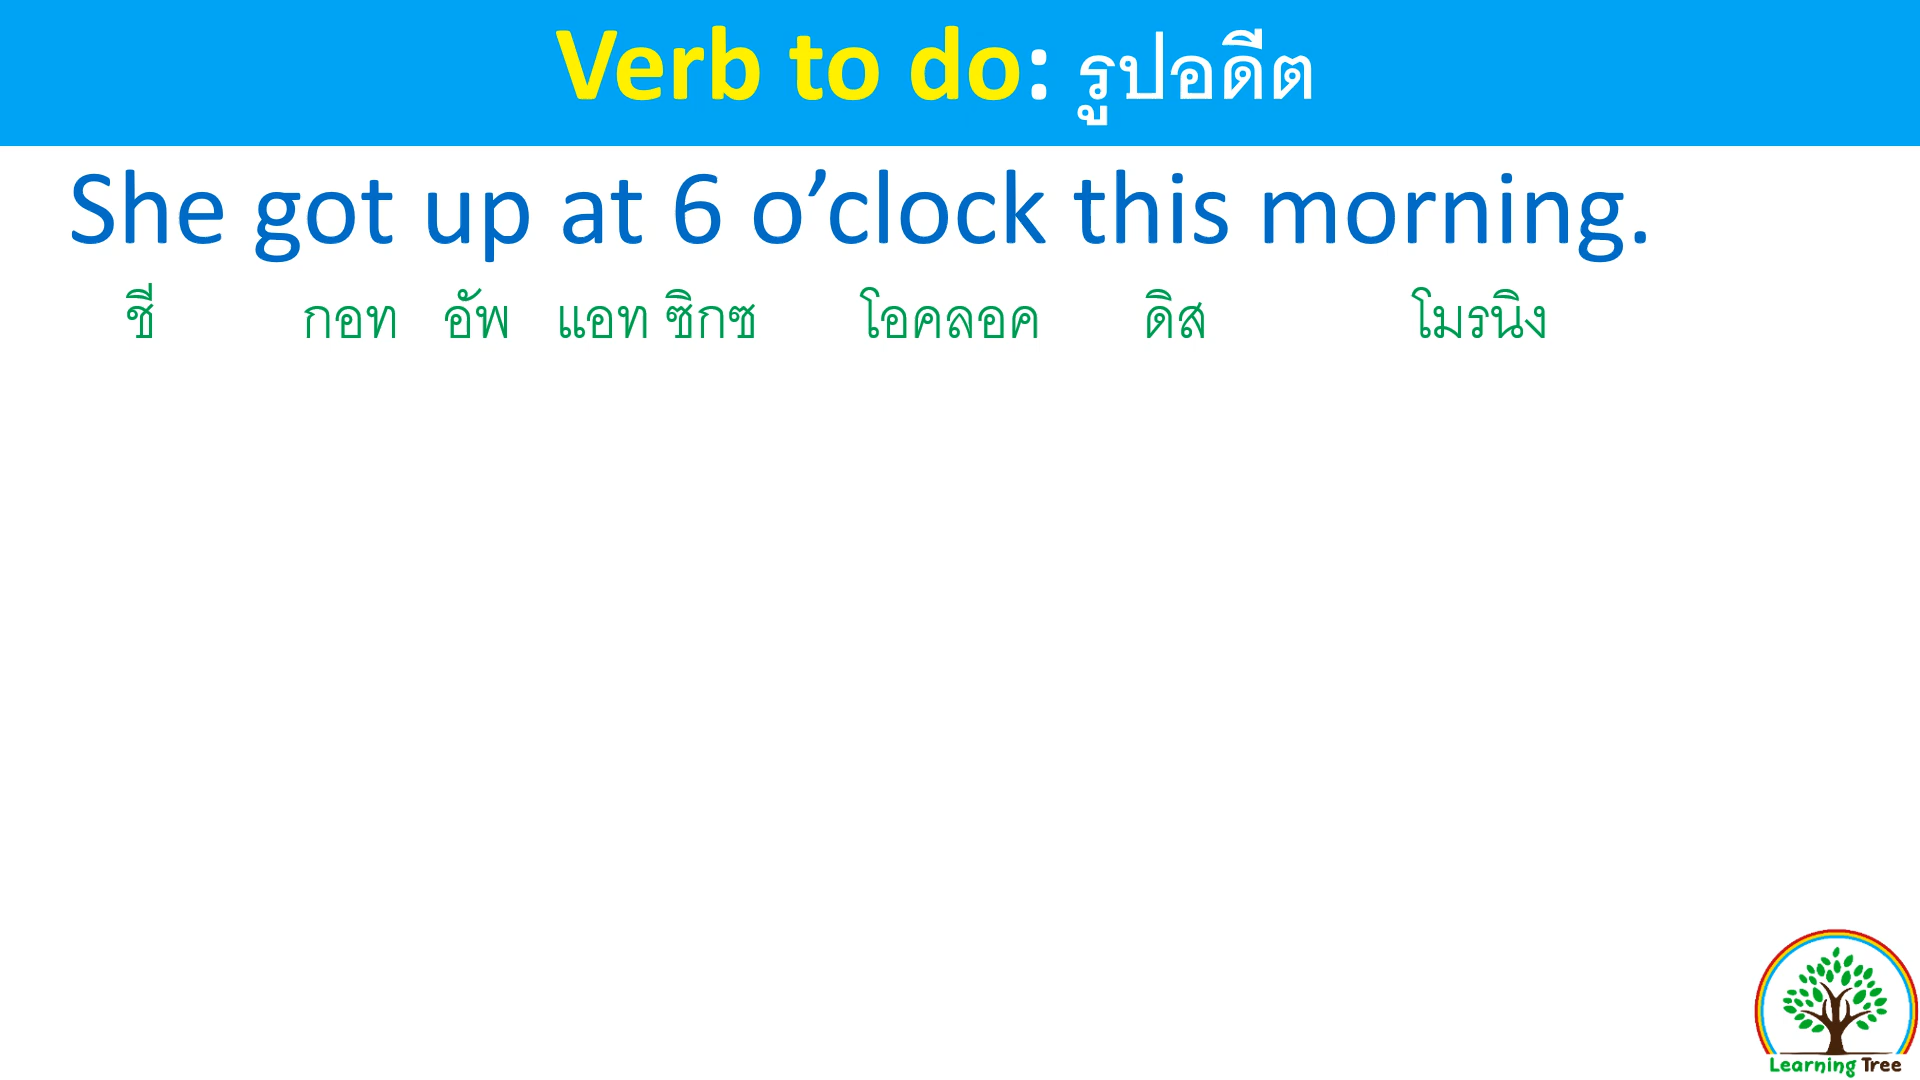 Verb to do: รูปอดีต
She got up at 6 o’clock this morning.
ชี กอท อัพ แอท ซิกซ โอคลอค ดิส โมรนิง
Learning Tree